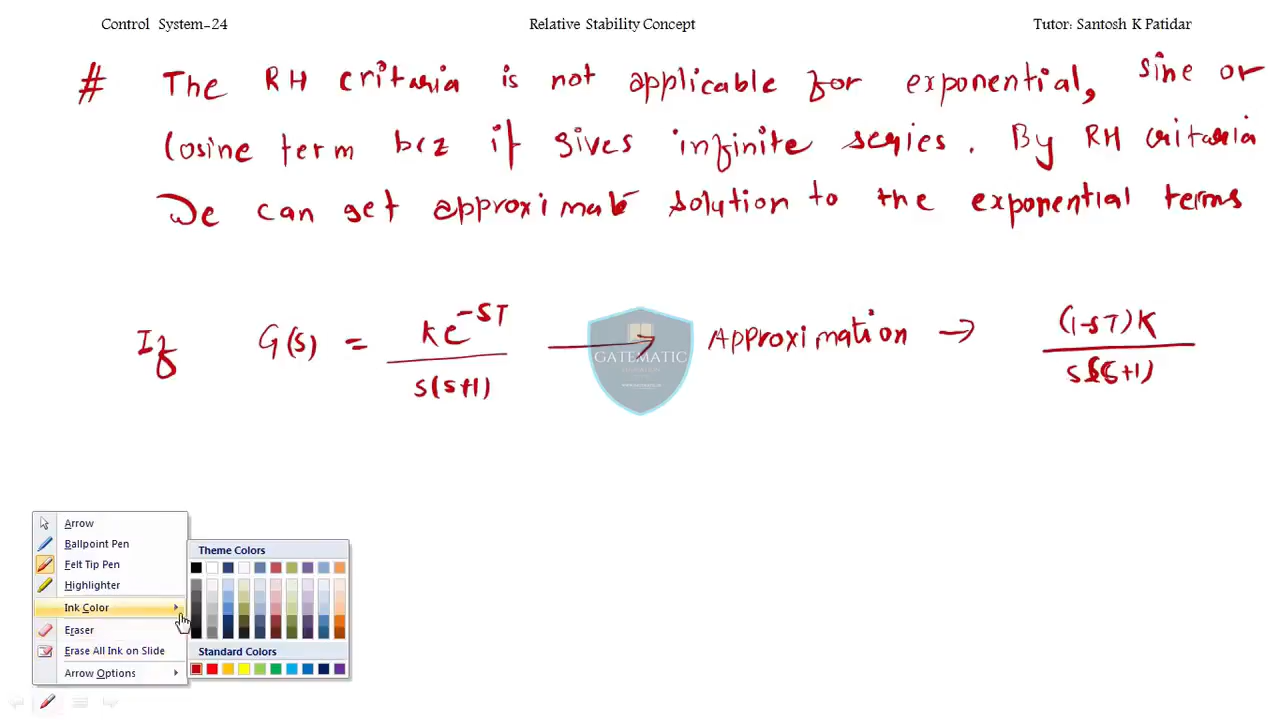 Control System-24 Relative Stability Concept Tutor: Santosh K Patidar
# The RH critaria is not applicable for exponential, sine or
Cosine term bcz it gives infinite series. By RH critaria
We can get approximate solution to the exponential terms
If G(s) = ke^-sT / s(s+1) → Approximation → (1-sT)K / s(s+1)
GATEMATIC
Arrow
Ballpoint Pen
Felt Tip Pen
Highlighter
Ink Color
Eraser
Erase All Ink on Slide
Arrow Options
Theme Colors
Standard Colors